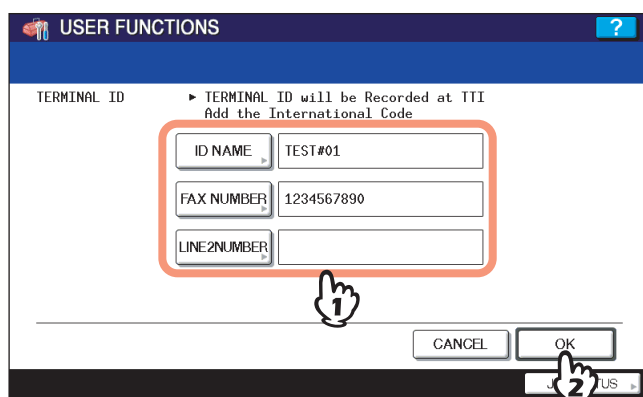 USER FUNCTIONS
?
TERMINAL ID ► TERMINAL ID will be Recorded at TTI
Add the International Code
ID NAME TEST#01
FAX NUMBER 1234567890
LINE2NUMBER
1
CANCEL OK
2